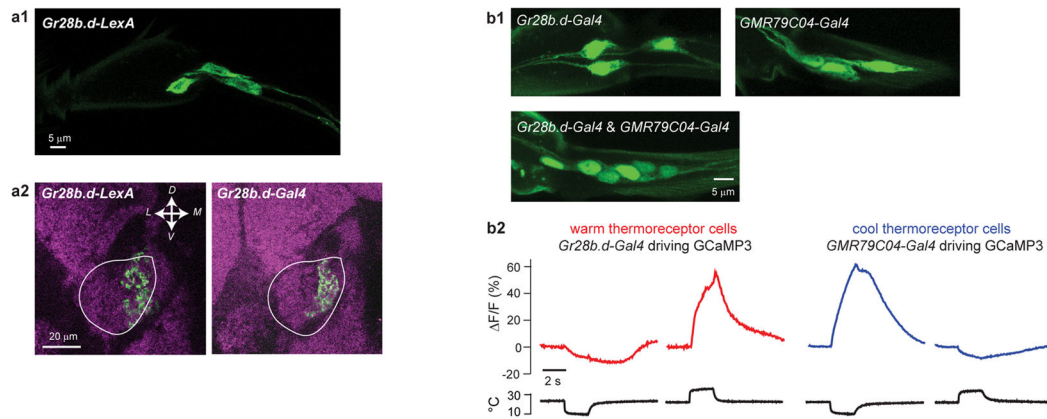 a1
Gr28b.d-LexA
5 μm
a2
Gr28b.d-LexA
D
L
M
V
20 μm
Gr28b.d-Gal4
b1
Gr28b.d-Gal4
GMR79C04-Gal4
Gr28b.d-Gal4 & GMR79C04-Gal4
5 μm
b2
warm thermoreceptor cells
Gr28b.d-Gal4 driving GCaMP3
cool thermoreceptor cells
GMR79C04-Gal4 driving GCaMP3
ΔF/F (%)
60
40
20
0
-20
2 s
°C
30
10